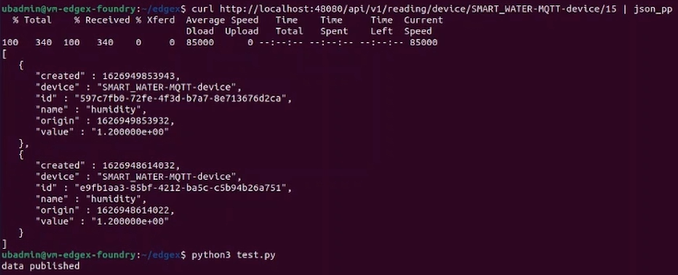 ubadmin@vm-edgex-foundry:~/edgex$ curl http://localhost:48080/api/v1/reading/device/SMART_WATER-MQTT-device/15 | json_pp
  % Total    % Received % Xferd  Average Speed   Time    Time     Time  Current
                                 Dload  Upload   Total   Spent    Left  Speed
100   340  100   340    0     0  85000      0 --:--:-- --:--:-- --:--:-- 85000
[
   {
      "created" : 1626949853943,
      "device" : "SMART_WATER-MQTT-device",
      "id" : "597c7fb0-72fe-4f3d-b7a7-8e713676d2ca",
      "name" : "humidity",
      "origin" : 1626949853932,
      "value" : "1.200000e+00"
   },
   {
      "created" : 1626948614032,
      "device" : "SMART_WATER-MQTT-device",
      "id" : "e9fb1aa3-85bf-4212-ba5c-c5b94b26a751",
      "name" : "humidity",
      "origin" : 1626948614022,
      "value" : "1.200000e+00"
   }
]
ubadmin@vm-edgex-foundry:~/edgex$ python3 test.py
data published